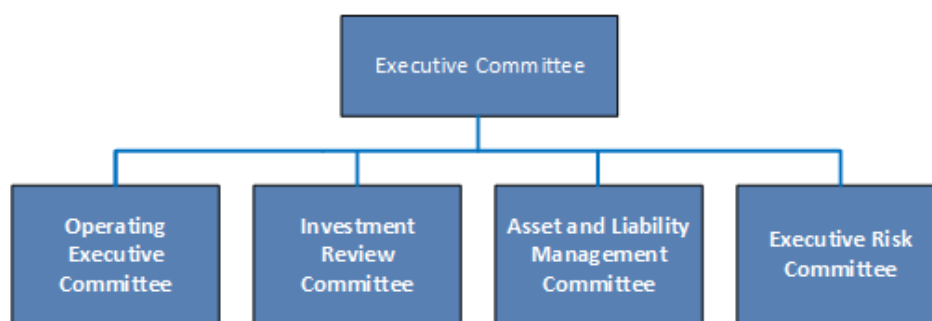 Executive Committee
Operating
Executive
Committee
Investment
Review
Committee
Asset and Liability
Management
Committee
Executive Risk
Committee